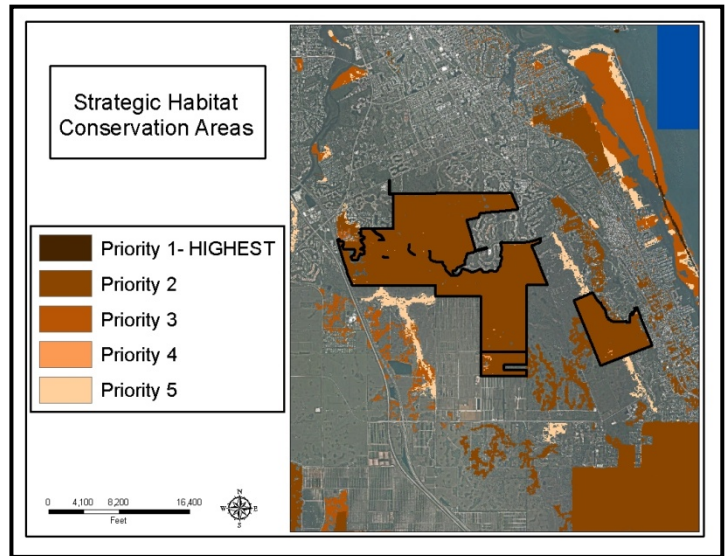 Strategic Habitat
Conservation Areas
Priority 1- HIGHEST
Priority 2
Priority 3
Priority 4
Priority 5
0 4,100 8,200 16,400
Feet
N
W E
S